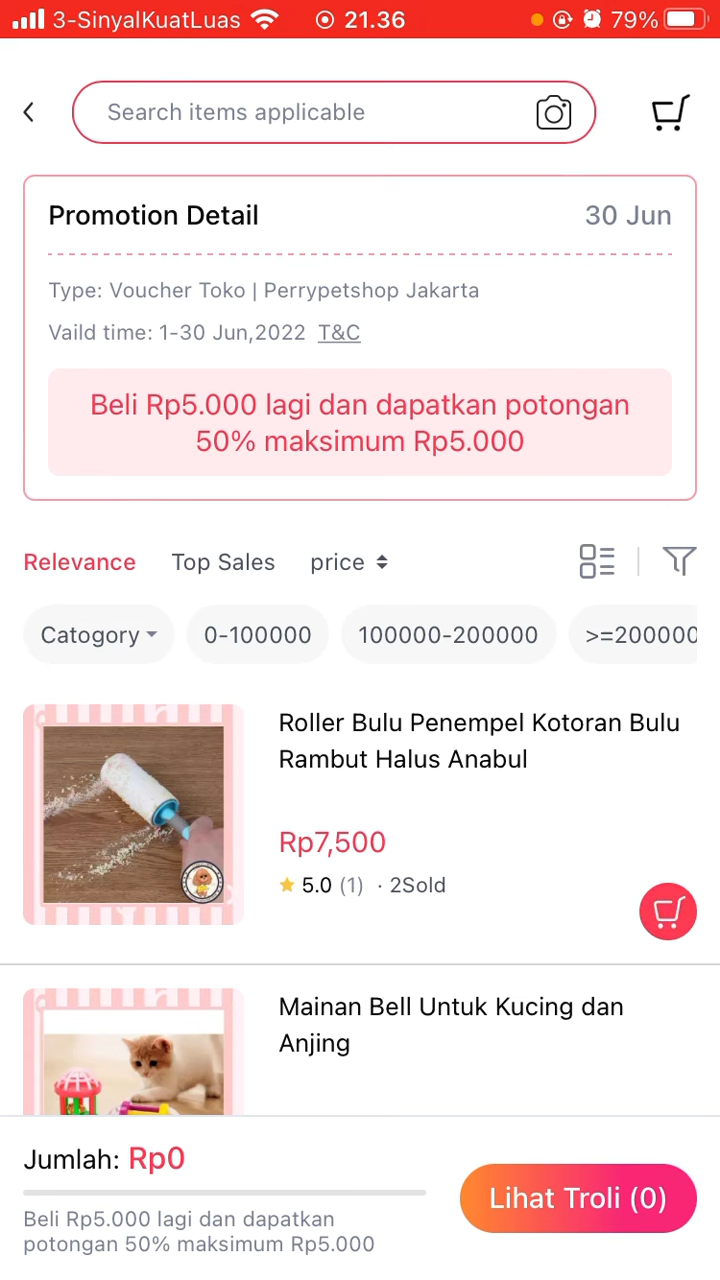 3-SinyalKuatLuas 21.36 79%
Search items applicable
Promotion Detail 30 Jun
Type: Voucher Toko | Perrypetshop Jakarta
Vaild time: 1-30 Jun,2022 T&C
Beli Rp5.000 lagi dan dapatkan potongan
50% maksimum Rp5.000
Relevance Top Sales price
Catogory 0-100000 100000-200000 >=200000
Roller Bulu Penempel Kotoran Bulu
Rambut Halus Anabul
Rp7,500
5.0 (1) · 2Sold
Mainan Bell Untuk Kucing dan
Anjing
Jumlah: Rp0
Lihat Troli (0)
Beli Rp5.000 lagi dan dapatkan
potongan 50% maksimum Rp5.000